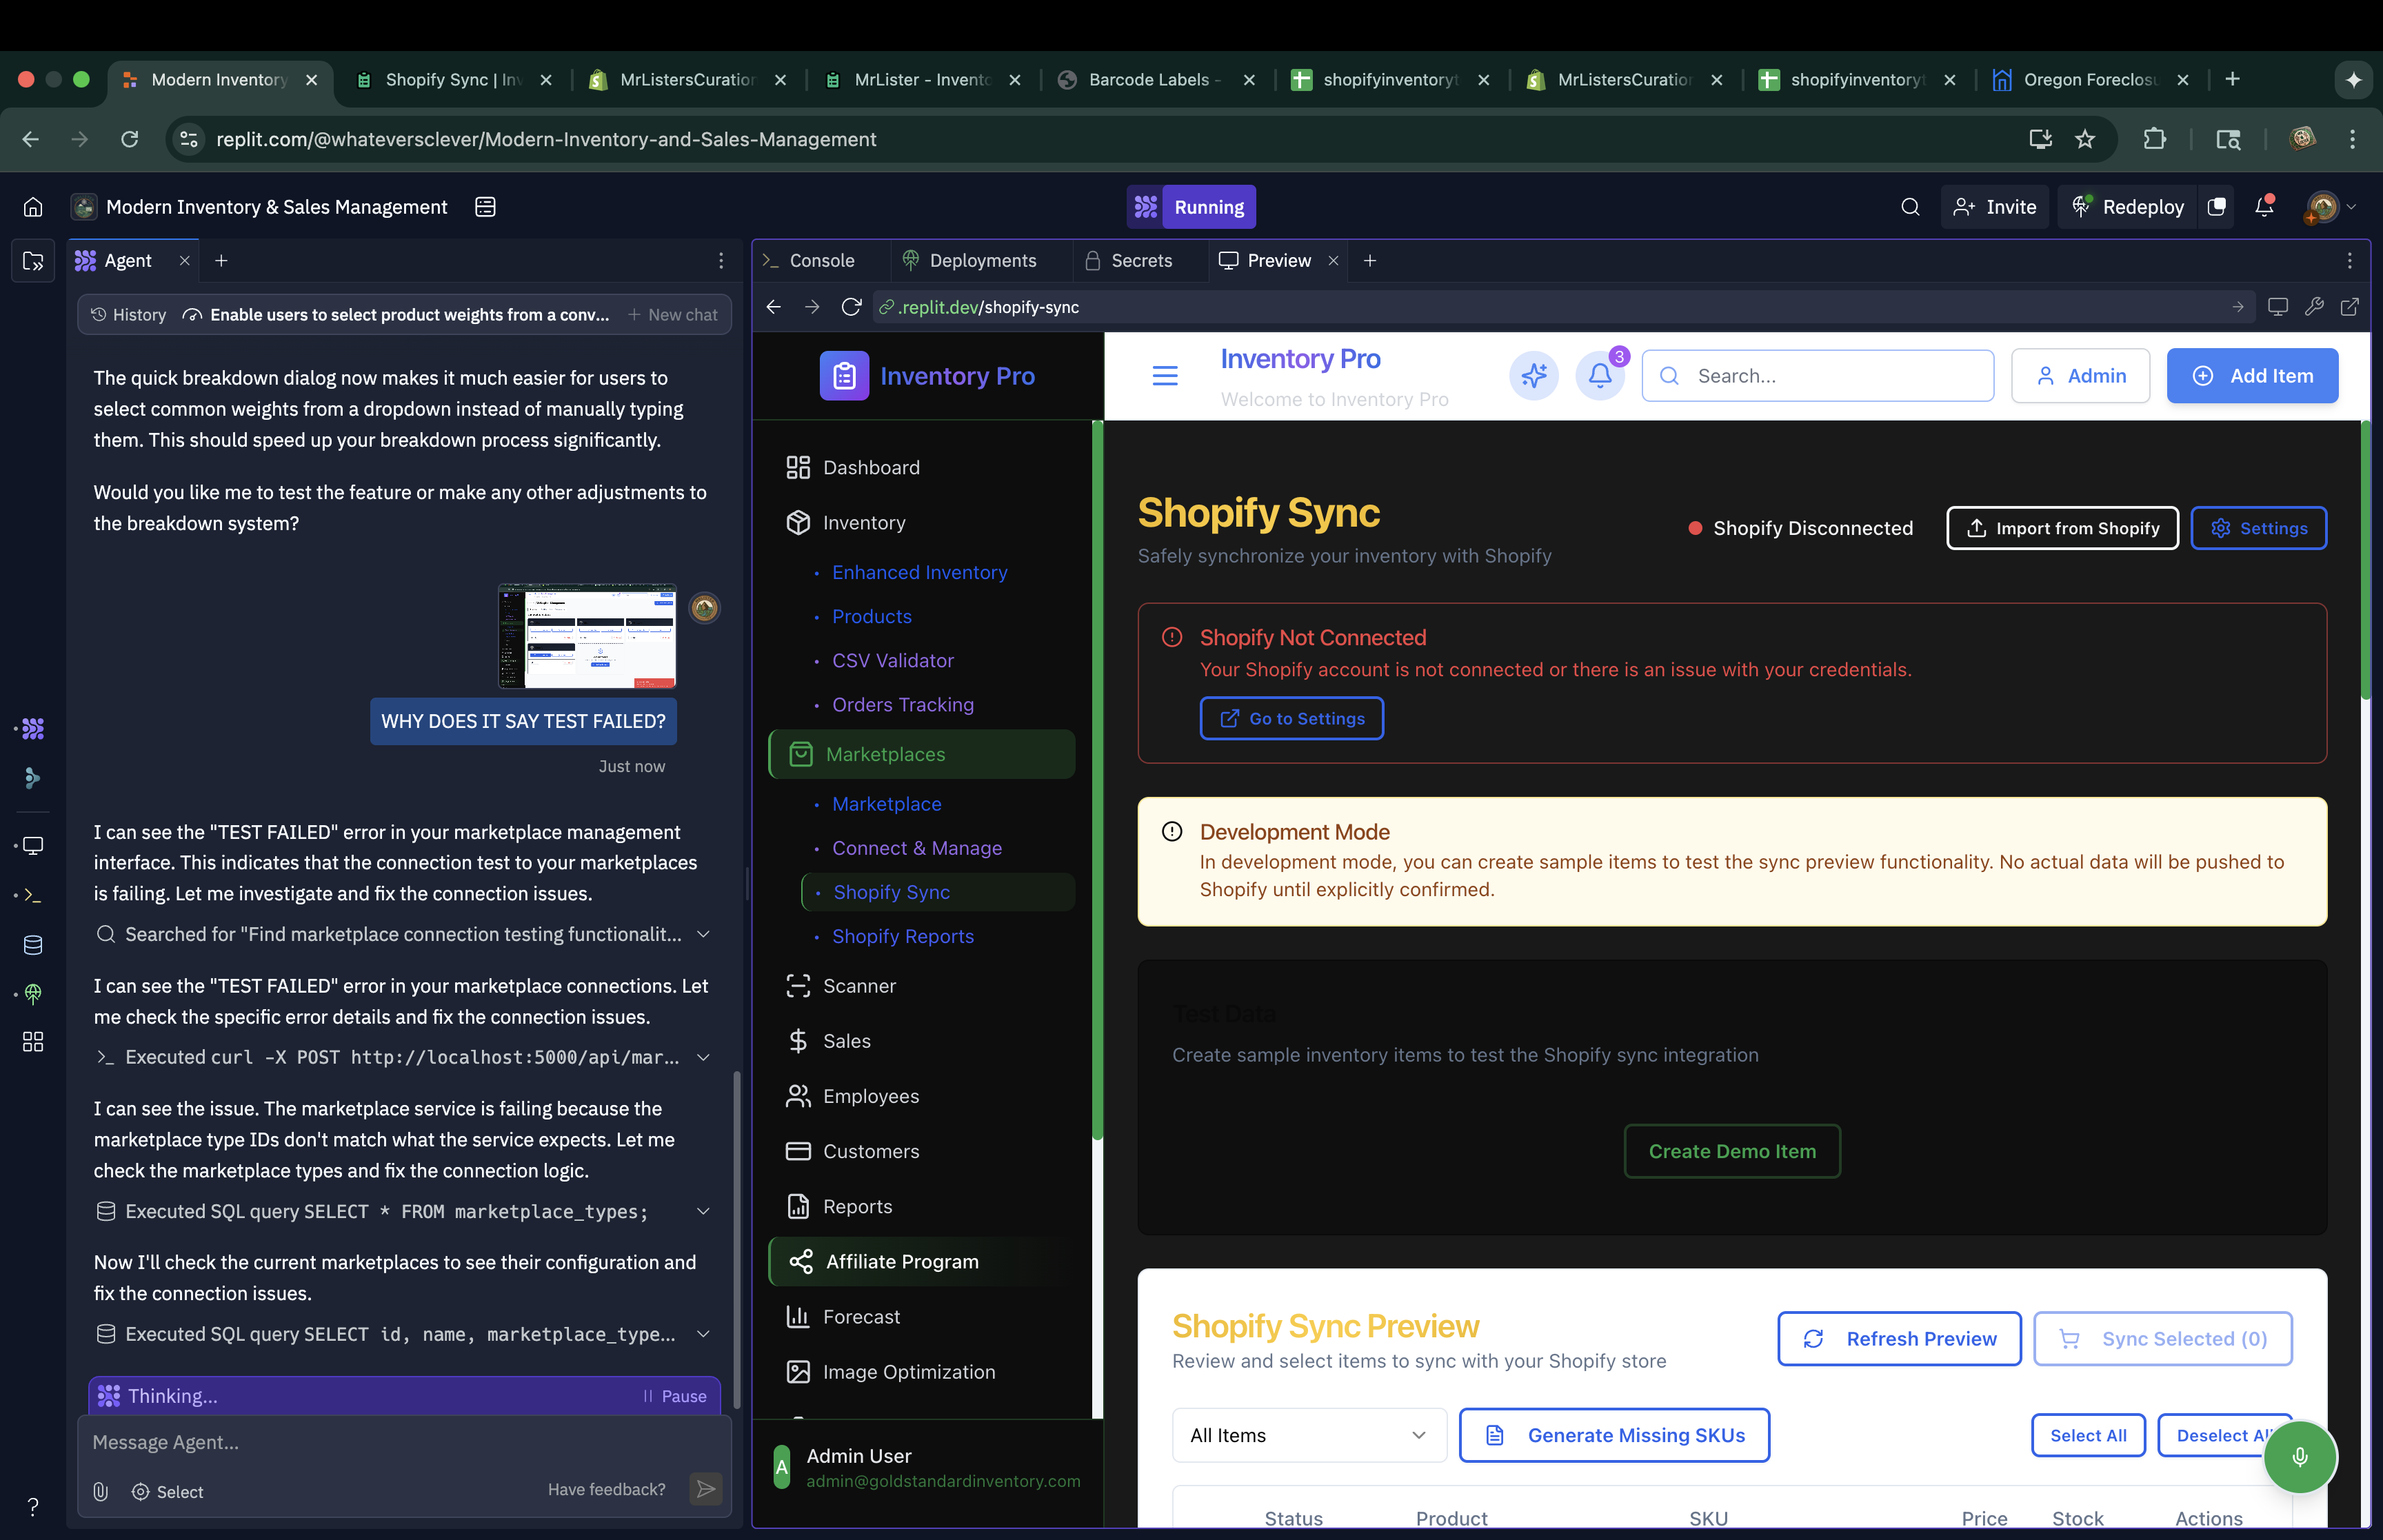 Modern Inventory
Shopify Sync | Inv
MrListersCuration
MrLister - Invento
Barcode Labels -
shopifyinventoryt
MrListersCuration
shopifyinventoryt
Oregon Foreclosu
replit.com/@whateversclever/Modern-Inventory-and-Sales-Management
Modern Inventory & Sales Management
Running
Invite
Redeploy
Agent
History
Enable users to select product weights from a conv...
New chat
The quick breakdown dialog now makes it much easier for users to
select common weights from a dropdown instead of manually typing
them. This should speed up your breakdown process significantly.
Would you like me to test the feature or make any other adjustments to
the breakdown system?
WHY DOES IT SAY TEST FAILED?
Just now
I can see the "TEST FAILED" error in your marketplace management
interface. This indicates that the connection test to your marketplaces
is failing. Let me investigate and fix the connection issues.
Searched for "Find marketplace connection testing functionalit...
I can see the "TEST FAILED" error in your marketplace connections. Let
me check the specific error details and fix the connection issues.
Executed curl -X POST http://localhost:5000/api/mar...
I can see the issue. The marketplace service is failing because the
marketplace type IDs don't match what the service expects. Let me
check the marketplace types and fix the connection logic.
Executed SQL query SELECT * FROM marketplace_types;
Now I'll check the current marketplaces to see their configuration and
fix the connection issues.
Executed SQL query SELECT id, name, marketplace_type...
Thinking...
Pause
Message Agent...
Select
Have feedback?
?
Console
Deployments
Secrets
Preview
.replit.dev/shopify-sync
Inventory Pro
Dashboard
Inventory
Enhanced Inventory
Products
CSV Validator
Orders Tracking
Marketplaces
Marketplace
Connect & Manage
Shopify Sync
Shopify Reports
Scanner
Sales
Employees
Customers
Reports
Affiliate Program
Forecast
Image Optimization
A
Admin User
admin@goldstandardinventory.com
Inventory Pro
Welcome to Inventory Pro
3
Search...
Admin
Add Item
Shopify Sync
Safely synchronize your inventory with Shopify
Shopify Disconnected
Import from Shopify
Settings
Shopify Not Connected
Your Shopify account is not connected or there is an issue with your credentials.
Go to Settings
Development Mode
In development mode, you can create sample items to test the sync preview functionality. No actual data will be pushed to
Shopify until explicitly confirmed.
Test Data
Create sample inventory items to test the Shopify sync integration
Create Demo Item
Shopify Sync Preview
Review and select items to sync with your Shopify store
Refresh Preview
Sync Selected (0)
All Items
Generate Missing SKUs
Select All
Deselect All
Status
Product
SKU
Price
Stock
Actions